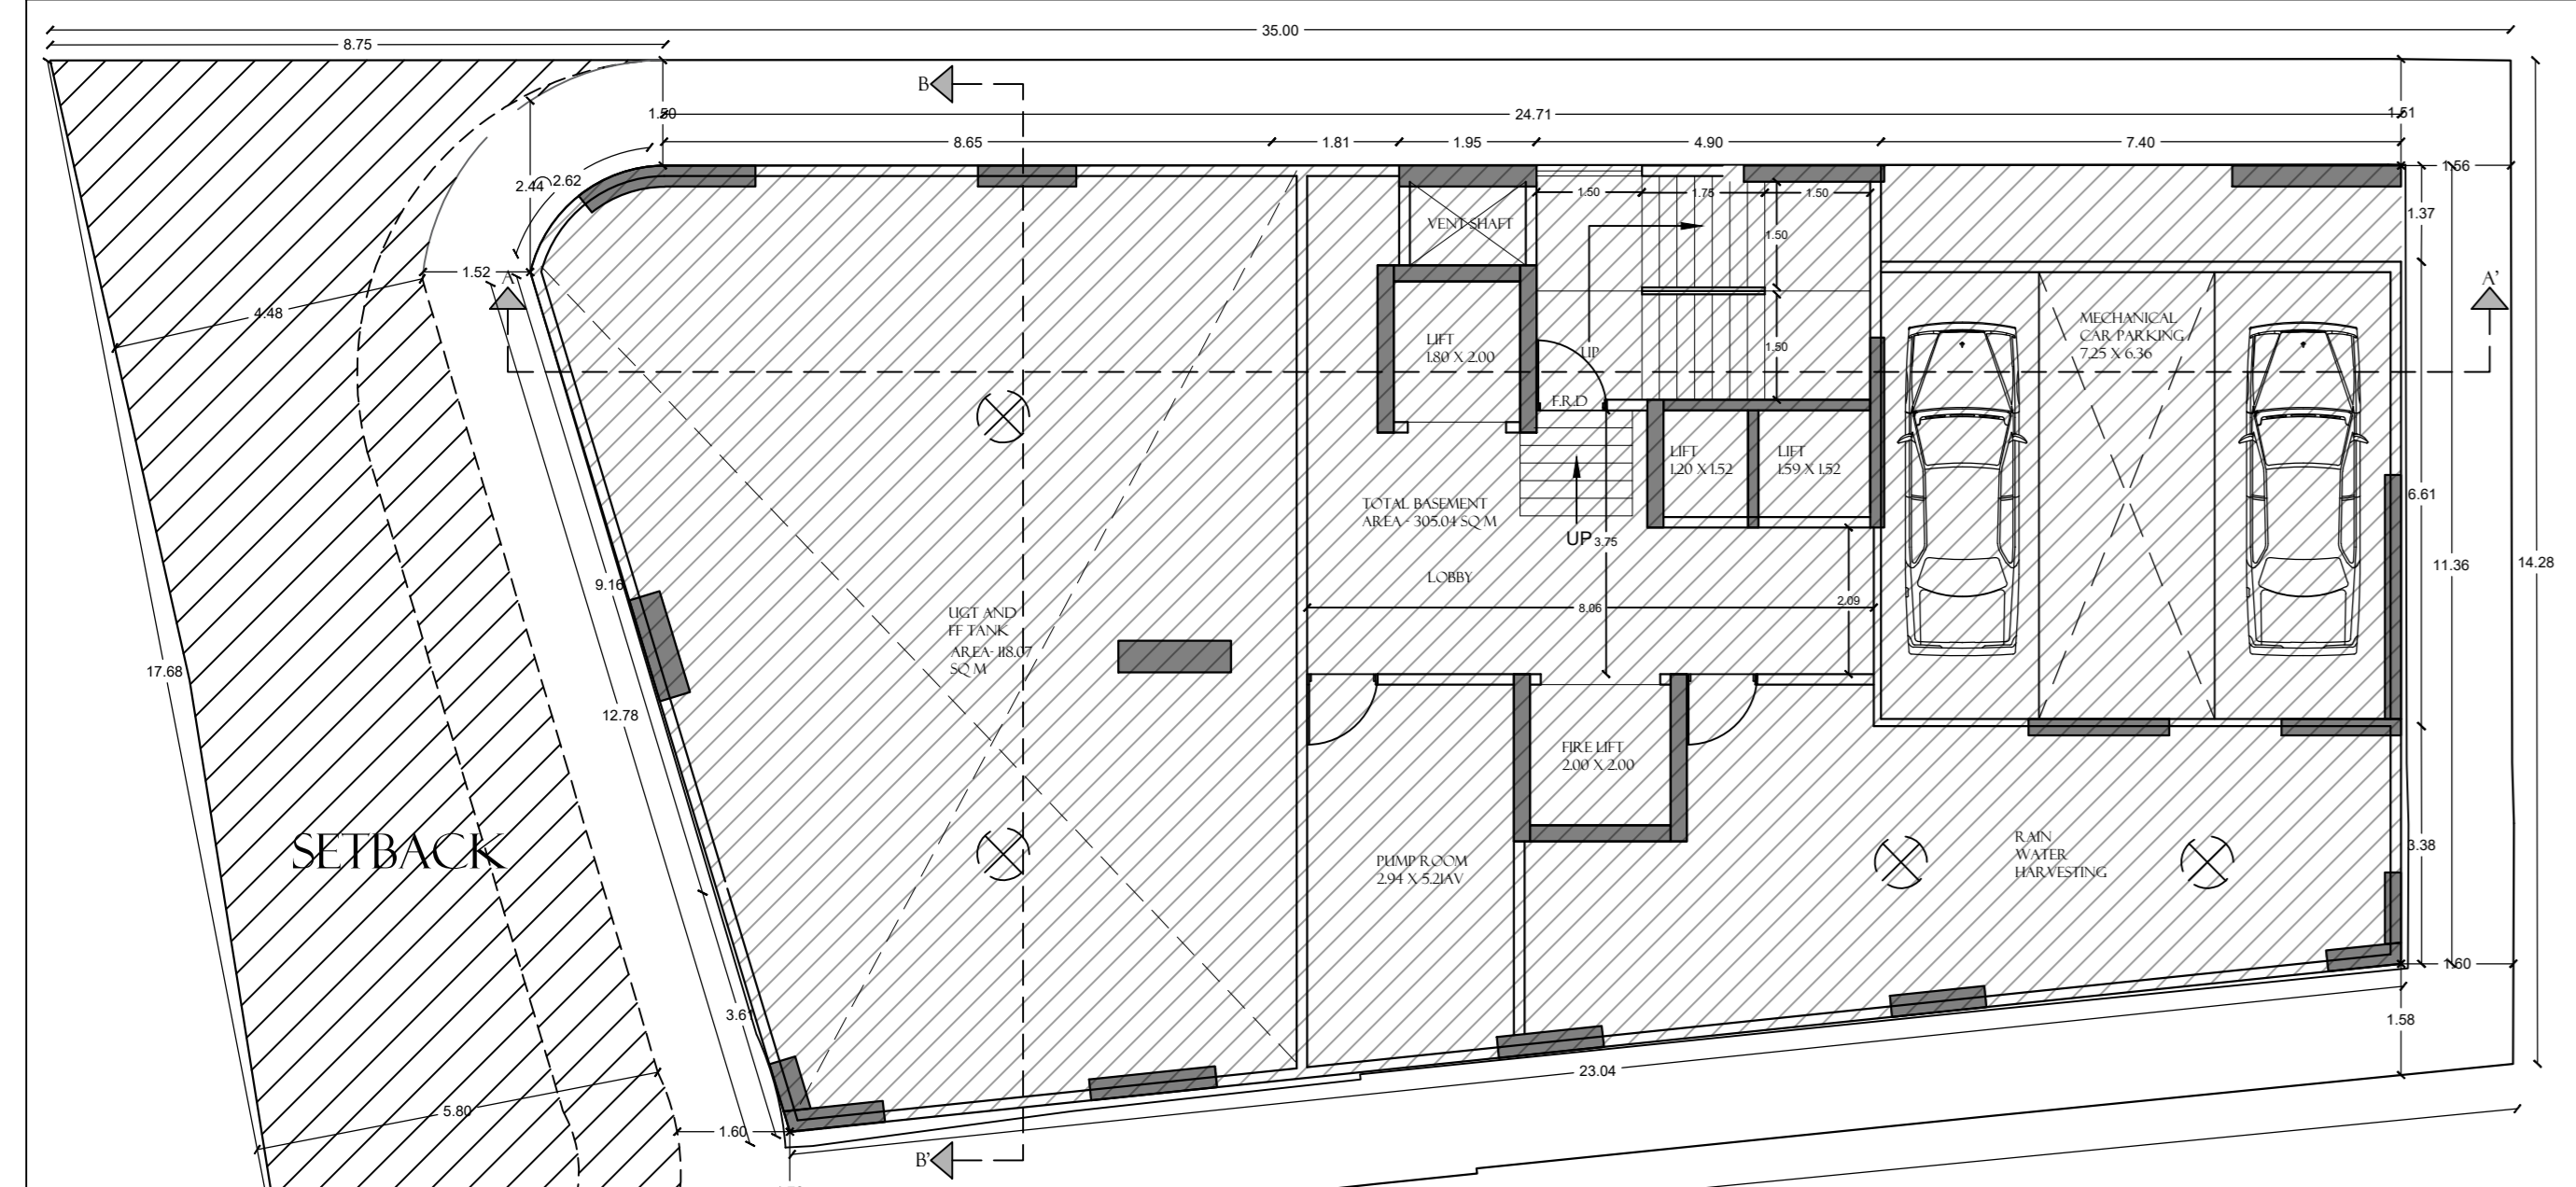 35.00
8.75
B
1.50
24.71
1.51
8.65
1.81
1.95
4.90
7.40
1.56
2.44
2.62
1.50
1.75
1.50
1.37
VENT SHAFT
1.50
1.52
A
A'
4.48
MECHANICAL
CAR PARKING
7.25 X 6.36
LIFT
1.80 X 2.00
UP
1.50
F.R.D
LIFT
1.20 X 1.52
LIFT
1.59 X 1.52
6.61
TOTAL BASEMENT
AREA - 305.04 SQ M
UP
3.75
11.36
14.28
LOBBY
9.16
8.06
2.09
UGT AND
FF TANK
AREA- 118.07
SQ M
17.68
12.78
FIRE LIFT
2.00 X 2.00
SETBACK
RAIN
WATER
HARVESTING
3.38
PUMP ROOM
2.94 X 5.21AV
1.60
3.61
1.58
23.04
5.80
1.60
B'